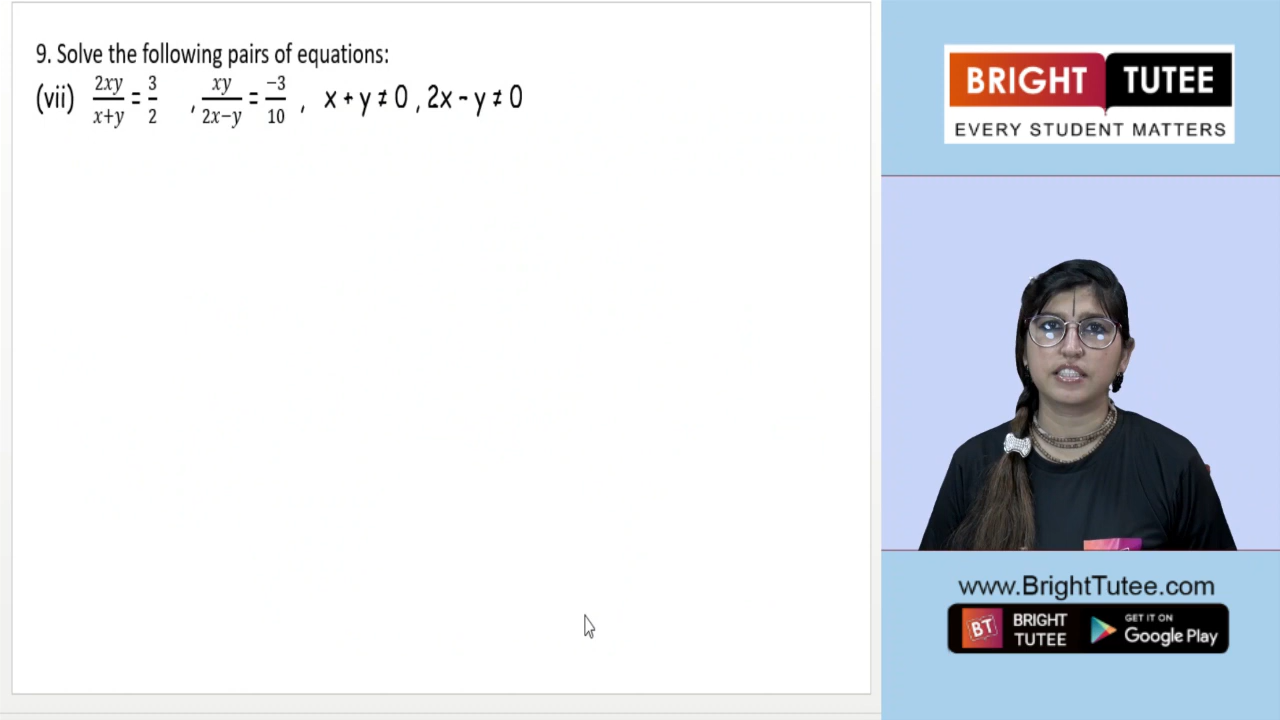 9. Solve the following pairs of equations:
(vii) 2xy/x+y = 3/2 , xy/2x−y = −3/10 , x + y ≠ 0 , 2x - y ≠ 0
BRIGHT TUTEE
EVERY STUDENT MATTERS
www.BrightTutee.com
BT BRIGHT TUTEE GET IT ON Google Play